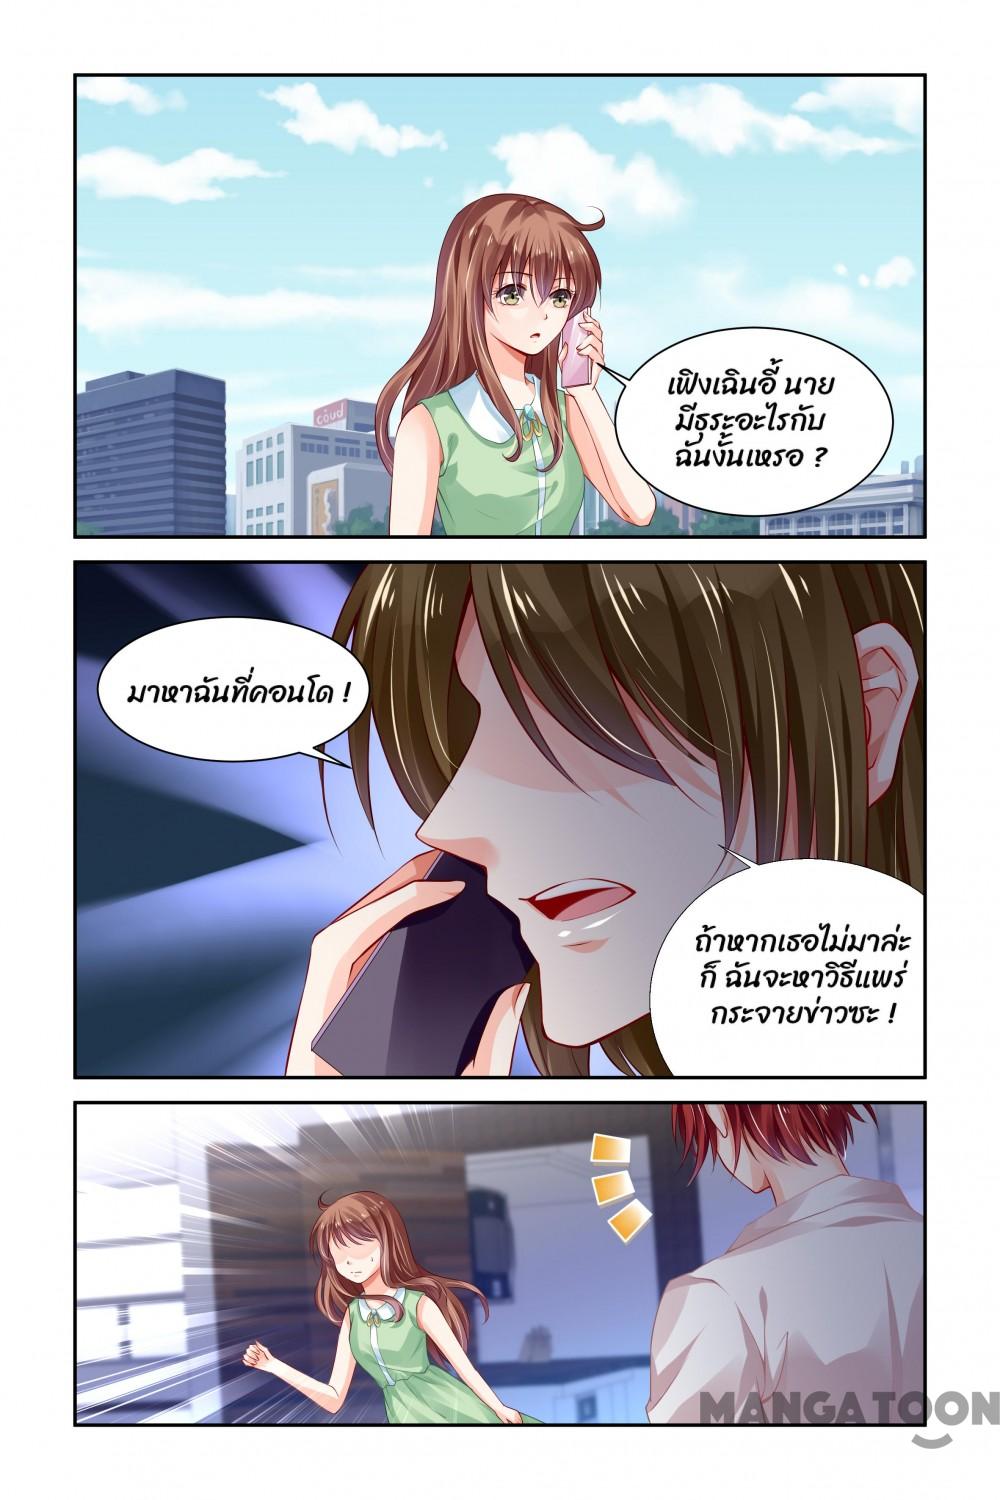 coud
เฟิงเฉินอี้ นาย
มีธุระอะไรกับ
ฉันงั้นเหรอ ?
มาหาฉันที่คอนโด !
ถ้าหากเธอไม่มาล่ะ
ก็ ฉันจะหาวิธีแพร่
กระจายข่าวซะ !
MANGATOON